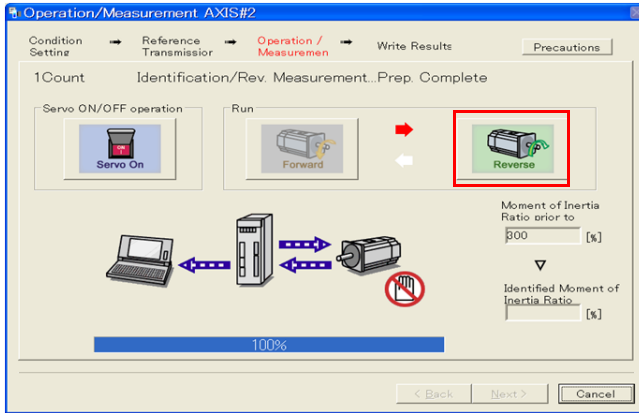 Operation/Measurement AXIS#2
Condition Setting
Reference Transmissior
Operation / Measuremen
Write Results
Precautions
1Count Identification/Rev. Measurement...Prep. Complete
Servo ON/OFF operation
Run
ON
Servo On
Forward
Reverse
Moment of Inertia
Ratio prior to
300 [%]
Identified Moment of
Inertia Ratio
[%]
100%
< Back
Next >
Cancel